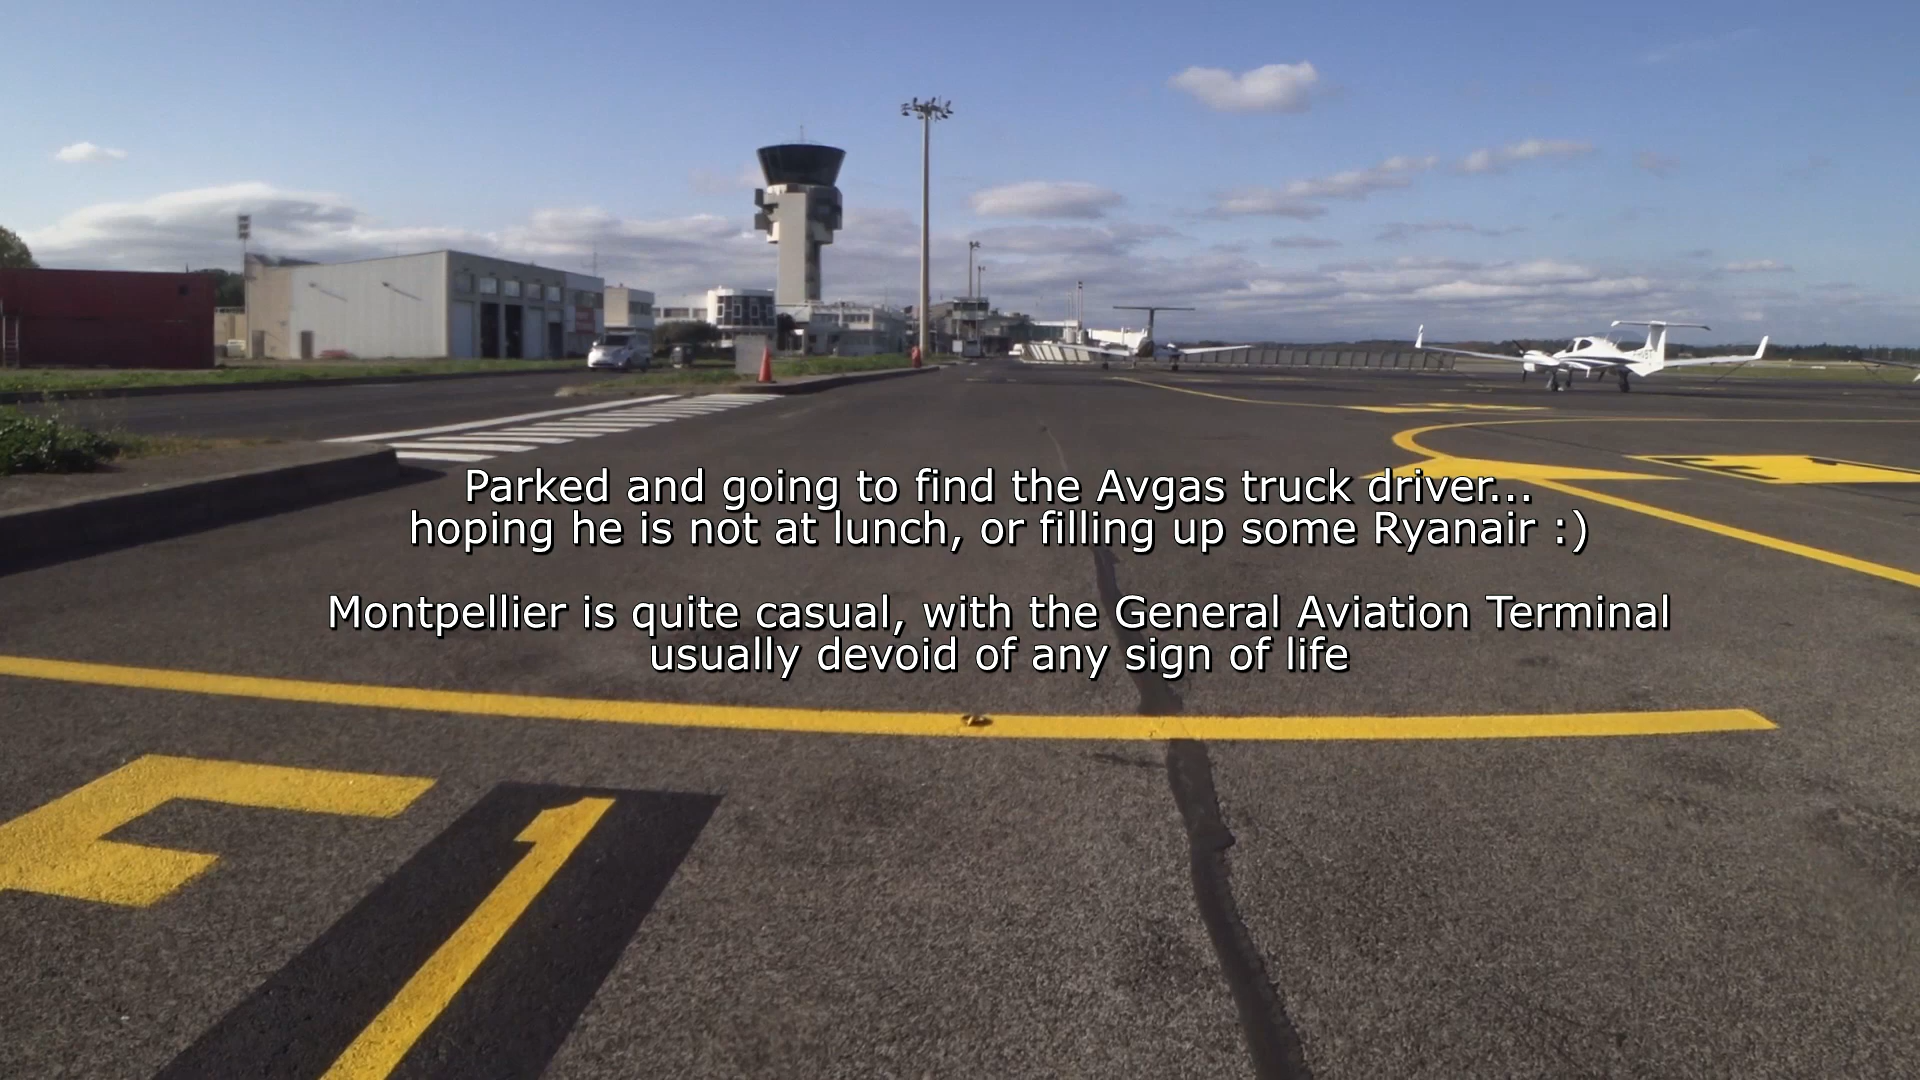 Parked and going to find the Avgas truck driver...
hoping he is not at lunch, or filling up some Ryanair :)
Montpellier is quite casual, with the General Aviation Terminal
usually devoid of any sign of life
1